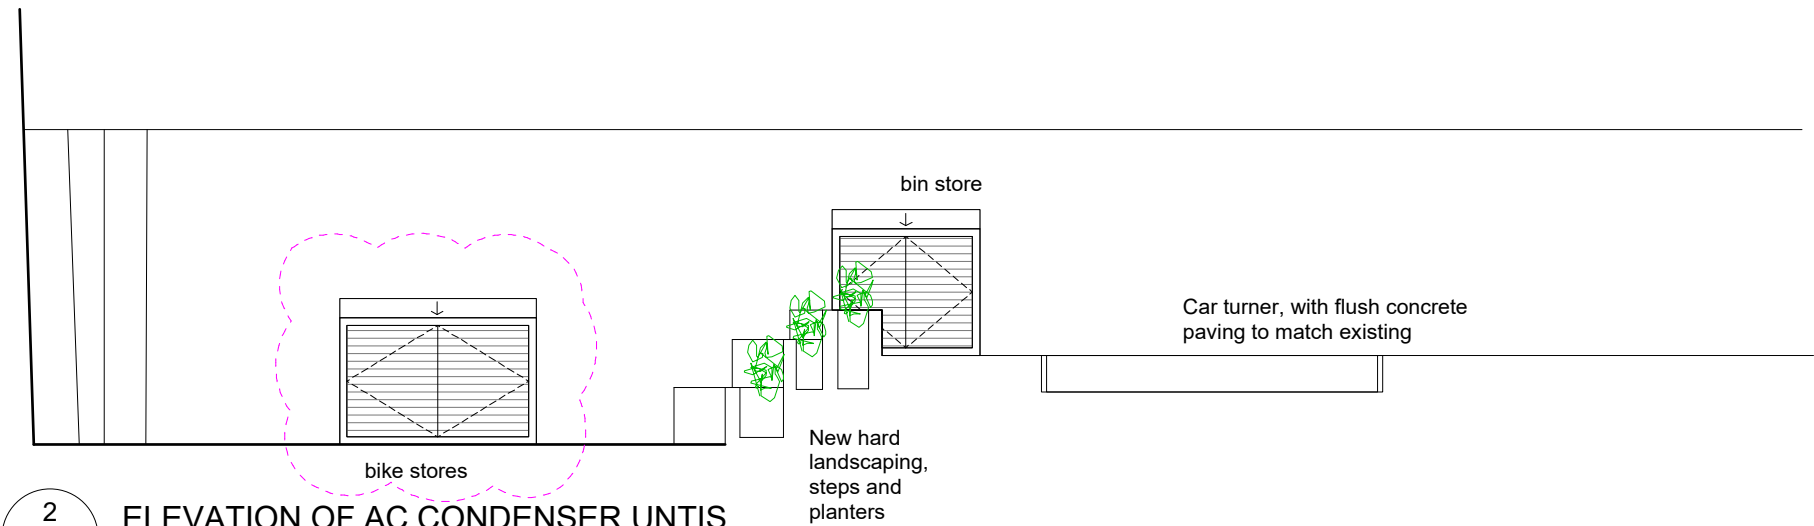 bin store
Car turner, with flush concrete
paving to match existing
New hard
landscaping,
steps and
planters
bike stores
2
ELEVATION OF AC CONDENSER UNTIS